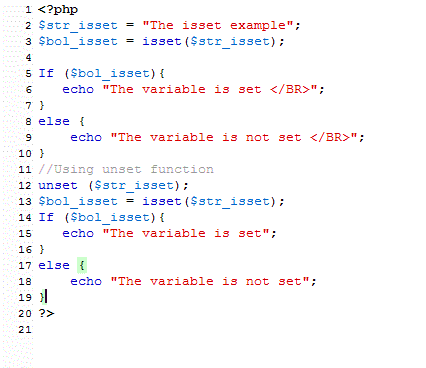 1 <?php
2 $str_isset = "The isset example";
3 $bol_isset = isset($str_isset);
4
5 If ($bol_isset){
6    echo "The variable is set </BR>";
7 }
8 else {
9     echo "The variable is not set </BR>";
10 }
11 //Using unset function
12 unset ($str_isset);
13 $bol_isset = isset($str_isset);
14 If ($bol_isset){
15    echo "The variable is set";
16 }
17 else {
18     echo "The variable is not set";
19 }
20 ?>
21